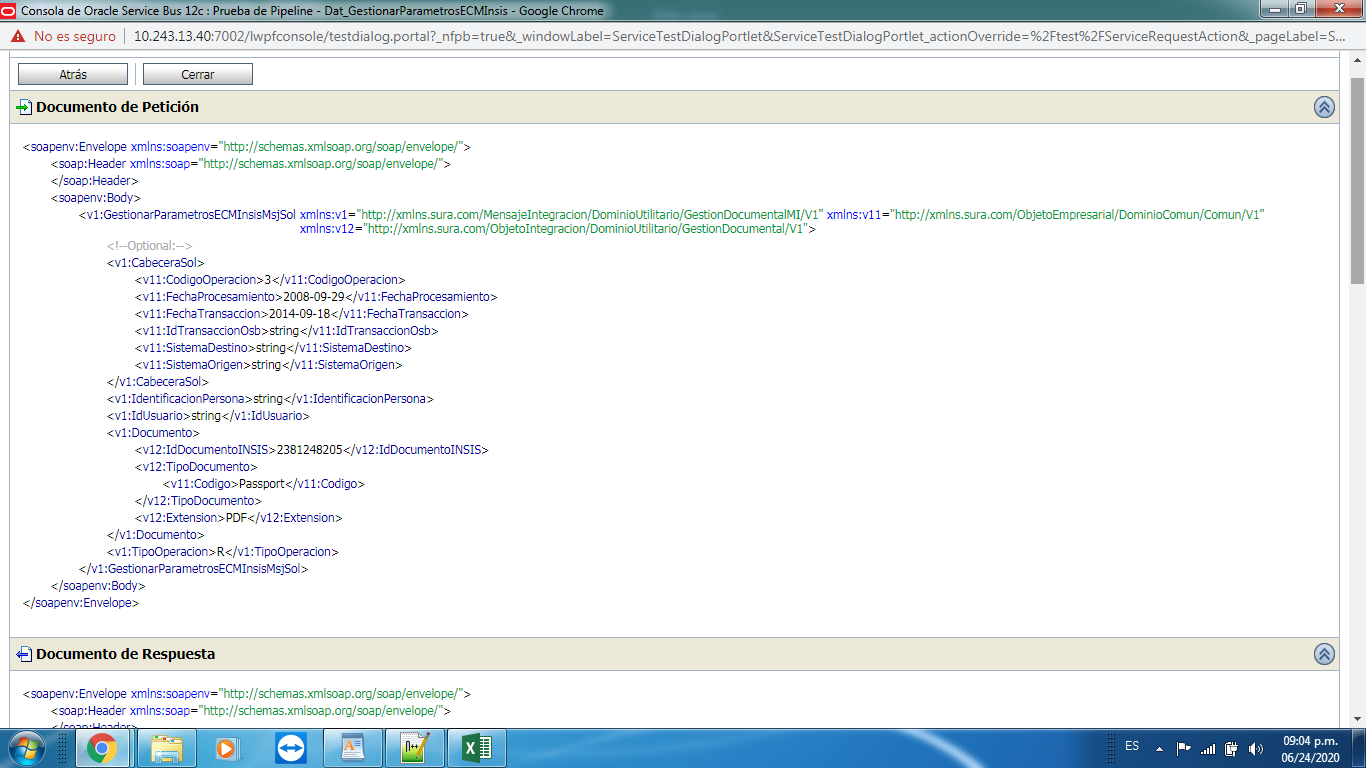 Consola de Oracle Service Bus 12c : Prueba de Pipeline - Dat_GestionarParametrosECMInsis - Google Chrome
No es seguro | 10.243.13.40:7002/lwpfconsole/testdialog.portal?_nfpb=true&_windowLabel=ServiceTestDialogPortlet&ServiceTestDialogPortlet_actionOverride=%2Ftest%2FServiceRequestAction&_pageLabel=S...
Atrás Cerrar
Documento de Petición
<soapenv:Envelope xmlns:soapenv="http://schemas.xmlsoap.org/soap/envelope/">
<soap:Header xmlns:soap="http://schemas.xmlsoap.org/soap/envelope/">
</soap:Header>
<soapenv:Body>
<v1:GestionarParametrosECMInsisMsjSol xmlns:v1="http://xmlns.sura.com/MensajeIntegracion/DominioUtilitario/GestionDocumentalMI/V1" xmlns:v11="http://xmlns.sura.com/ObjetoEmpresarial/DominioComun/Comun/V1"
xmlns:v12="http://xmlns.sura.com/ObjetoIntegracion/DominioUtilitario/GestionDocumental/V1">
<!--Optional:-->
<v1:CabeceraSol>
<v11:CodigoOperacion>3</v11:CodigoOperacion>
<v11:FechaProcesamiento>2008-09-29</v11:FechaProcesamiento>
<v11:FechaTransaccion>2014-09-18</v11:FechaTransaccion>
<v11:IdTransaccionOsb>string</v11:IdTransaccionOsb>
<v11:SistemaDestino>string</v11:SistemaDestino>
<v11:SistemaOrigen>string</v11:SistemaOrigen>
</v1:CabeceraSol>
<v1:IdentificacionPersona>string</v1:IdentificacionPersona>
<v1:IdUsuario>string</v1:IdUsuario>
<v1:Documento>
<v12:IdDocumentoINSIS>2381248205</v12:IdDocumentoINSIS>
<v12:TipoDocumento>
<v11:Codigo>Passport</v11:Codigo>
</v12:TipoDocumento>
<v12:Extension>PDF</v12:Extension>
</v1:Documento>
<v1:TipoOperacion>R</v1:TipoOperacion>
</v1:GestionarParametrosECMInsisMsjSol>
</soapenv:Body>
</soapenv:Envelope>
Documento de Respuesta
<soapenv:Envelope xmlns:soapenv="http://schemas.xmlsoap.org/soap/envelope/">
<soap:Header xmlns:soap="http://schemas.xmlsoap.org/soap/envelope/">
</soap:Header>
ES
09:04 p.m.
06/24/2020